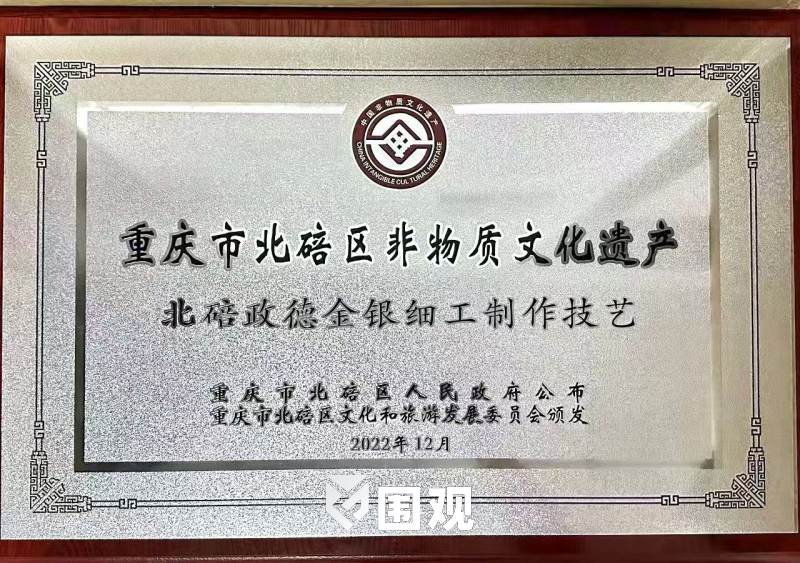 中国非物质文化遗产
CHINA INTANGIBLE CULTURAL HERITAGE
重庆市北碚区非物质文化遗产
北碚政德金银细工制作技艺
重庆市北碚区人民政府公布
重庆市北碚区文化和旅游发展委员会颁发
2022年12月
围观